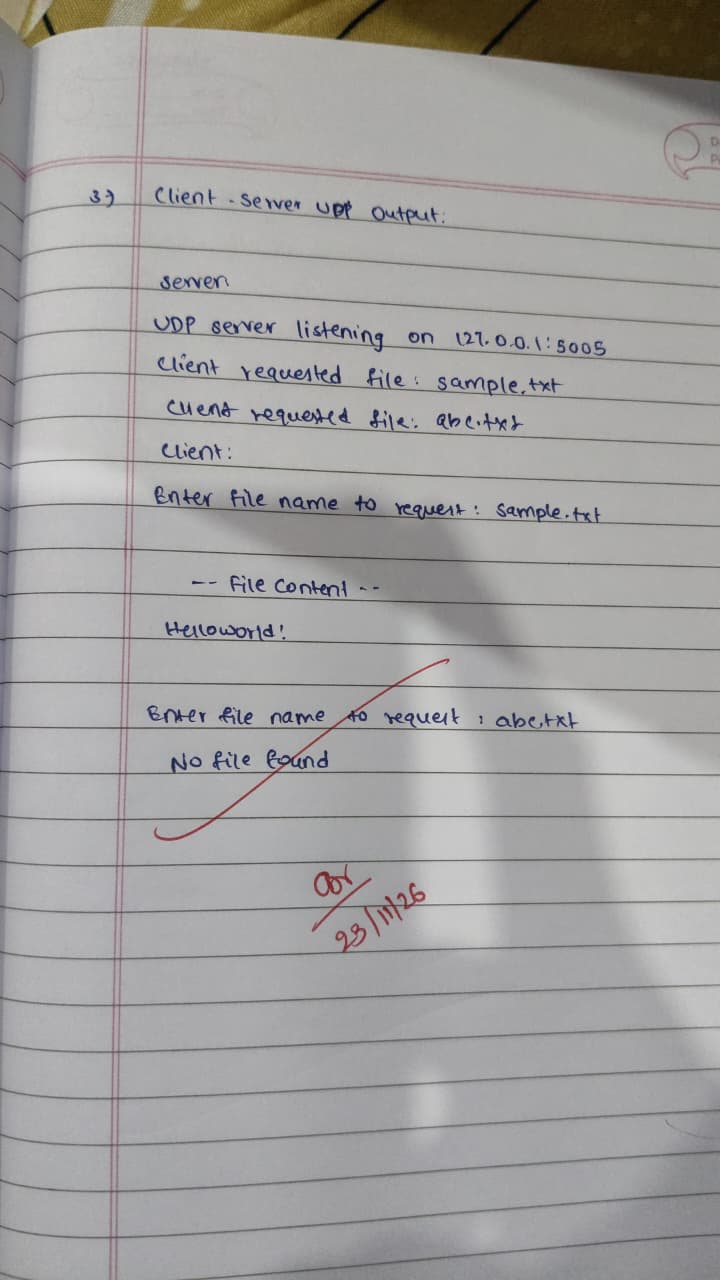 3) Client-Server UDP Output:
Server
UDP server listening on 127.0.0.1:5005
Client requested file: sample.txt
Client requested file: abc.txt
Client:
Enter file name to request: sample.txt
-- File Content --
Helloworld!
Enter file name to request: abc.txt
No file found
23/11/26